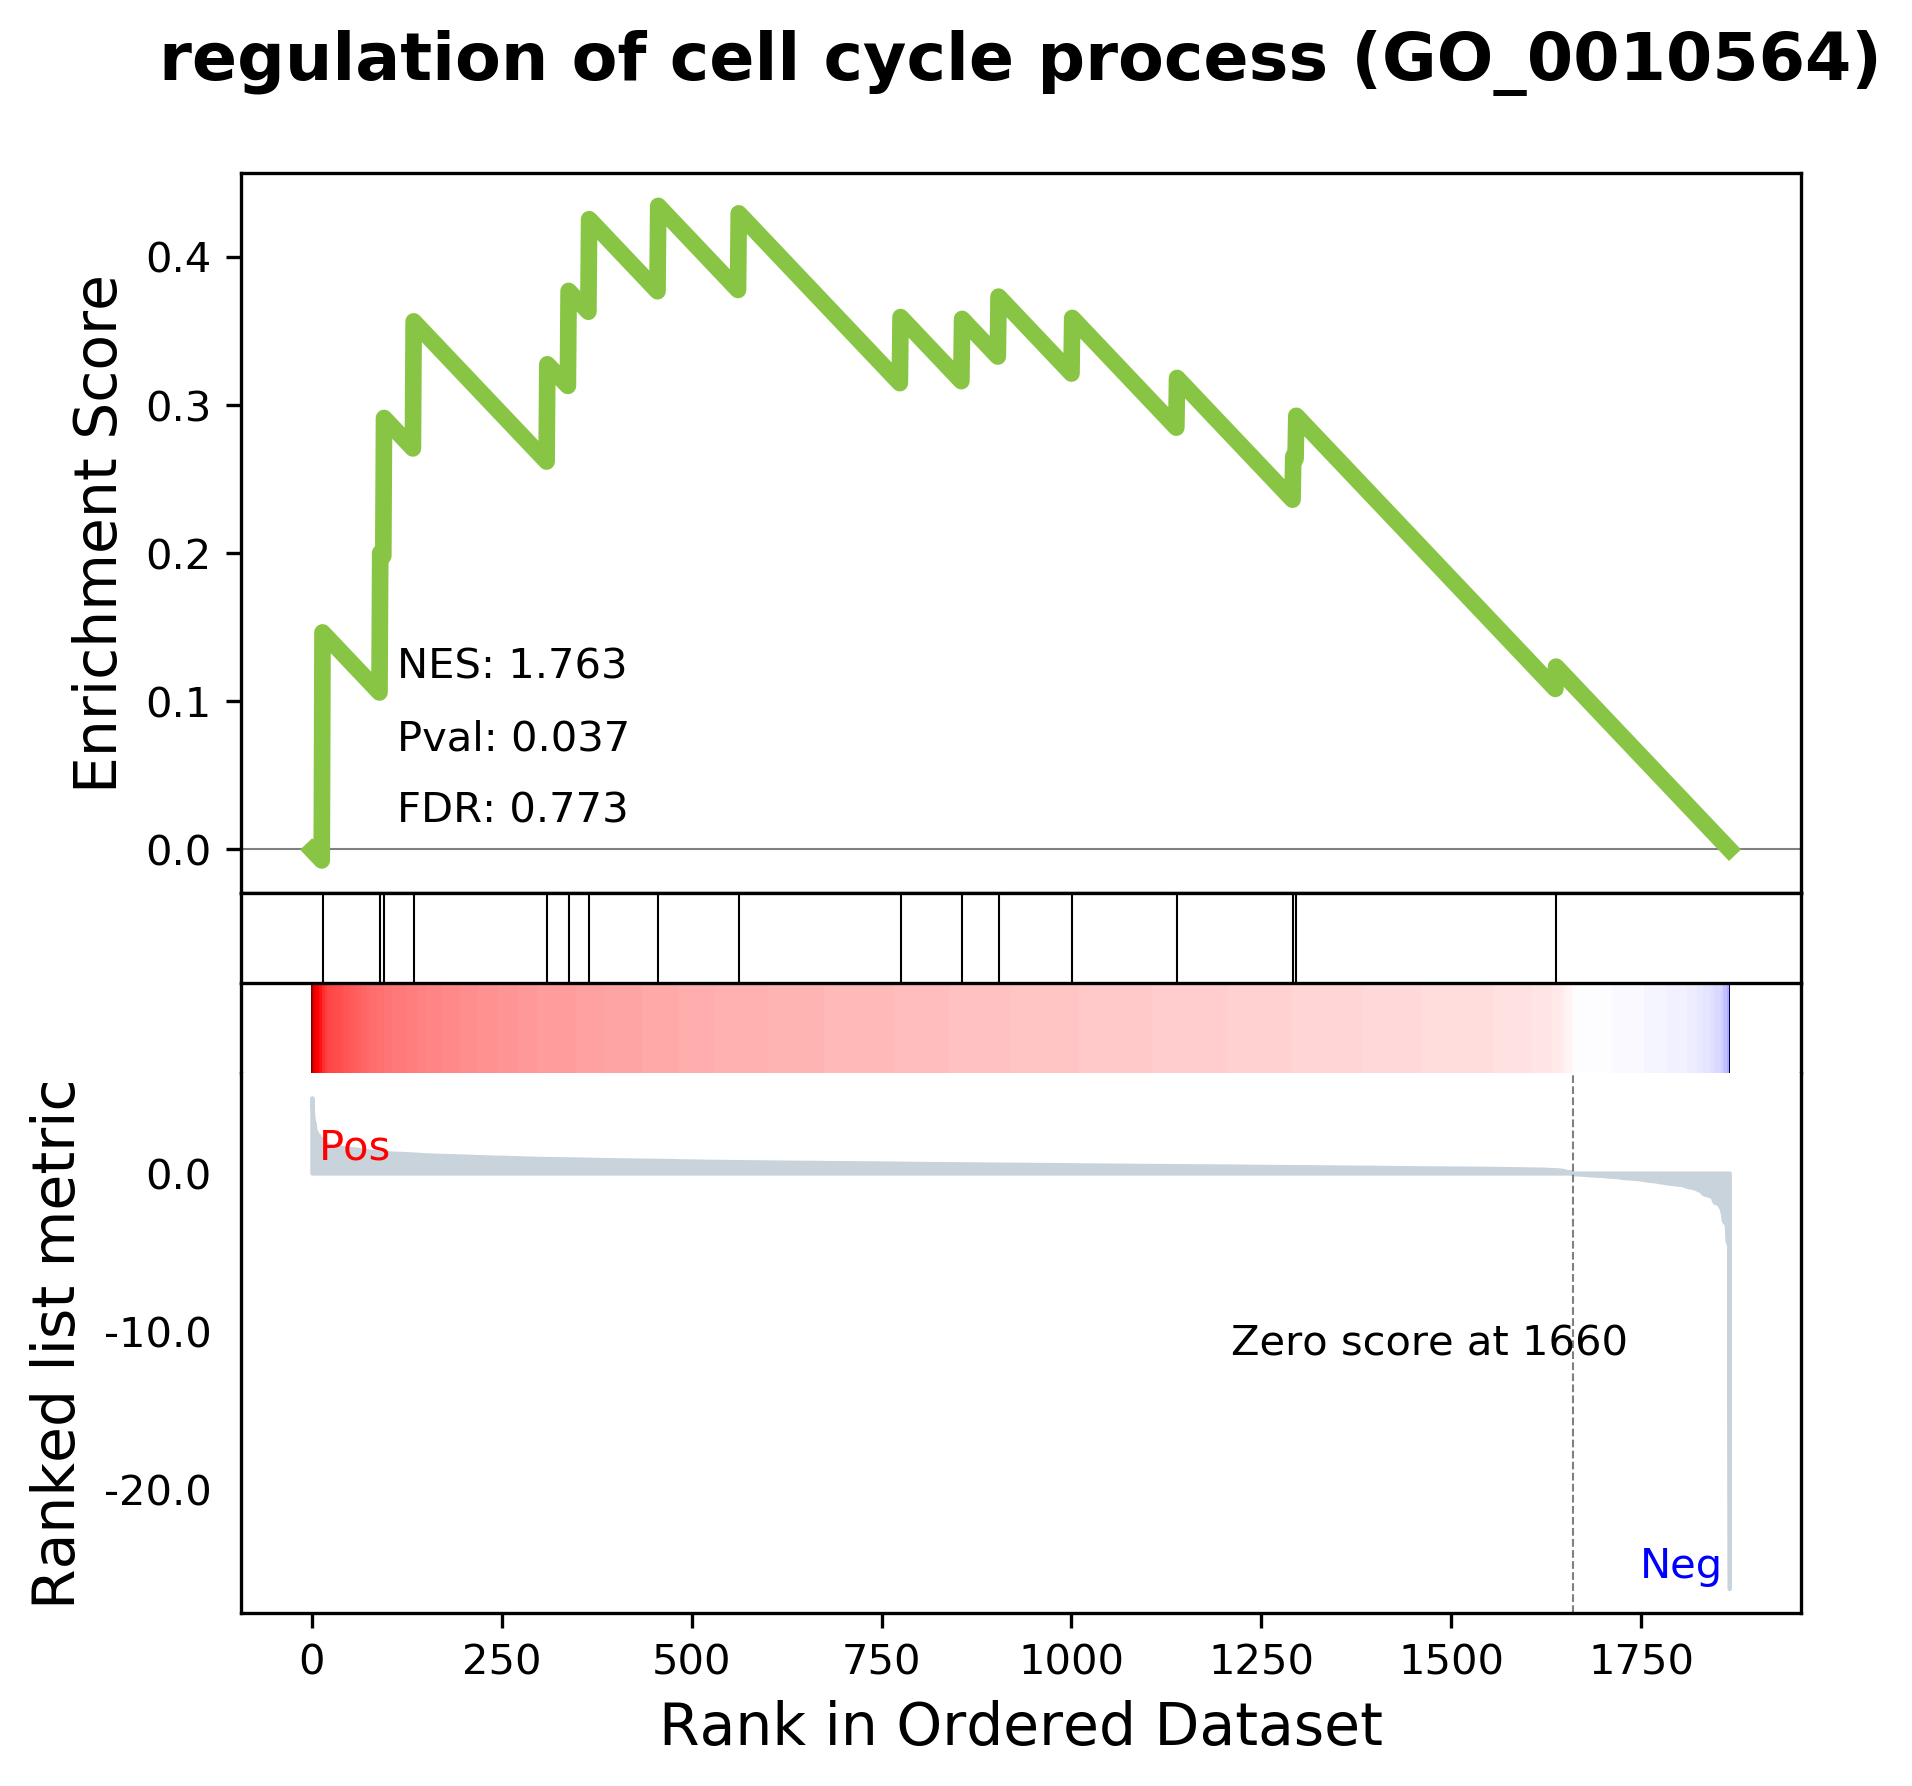 regulation of cell cycle process (GO_0010564)
Enrichment Score
0.4
0.3
0.2
0.1
0.0
NES: 1.763
Pval: 0.037
FDR: 0.773
Ranked list metric
0.0
-10.0
-20.0
Pos
Zero score at 1660
Neg
0 250 500 750 1000 1250 1500 1750
Rank in Ordered Dataset